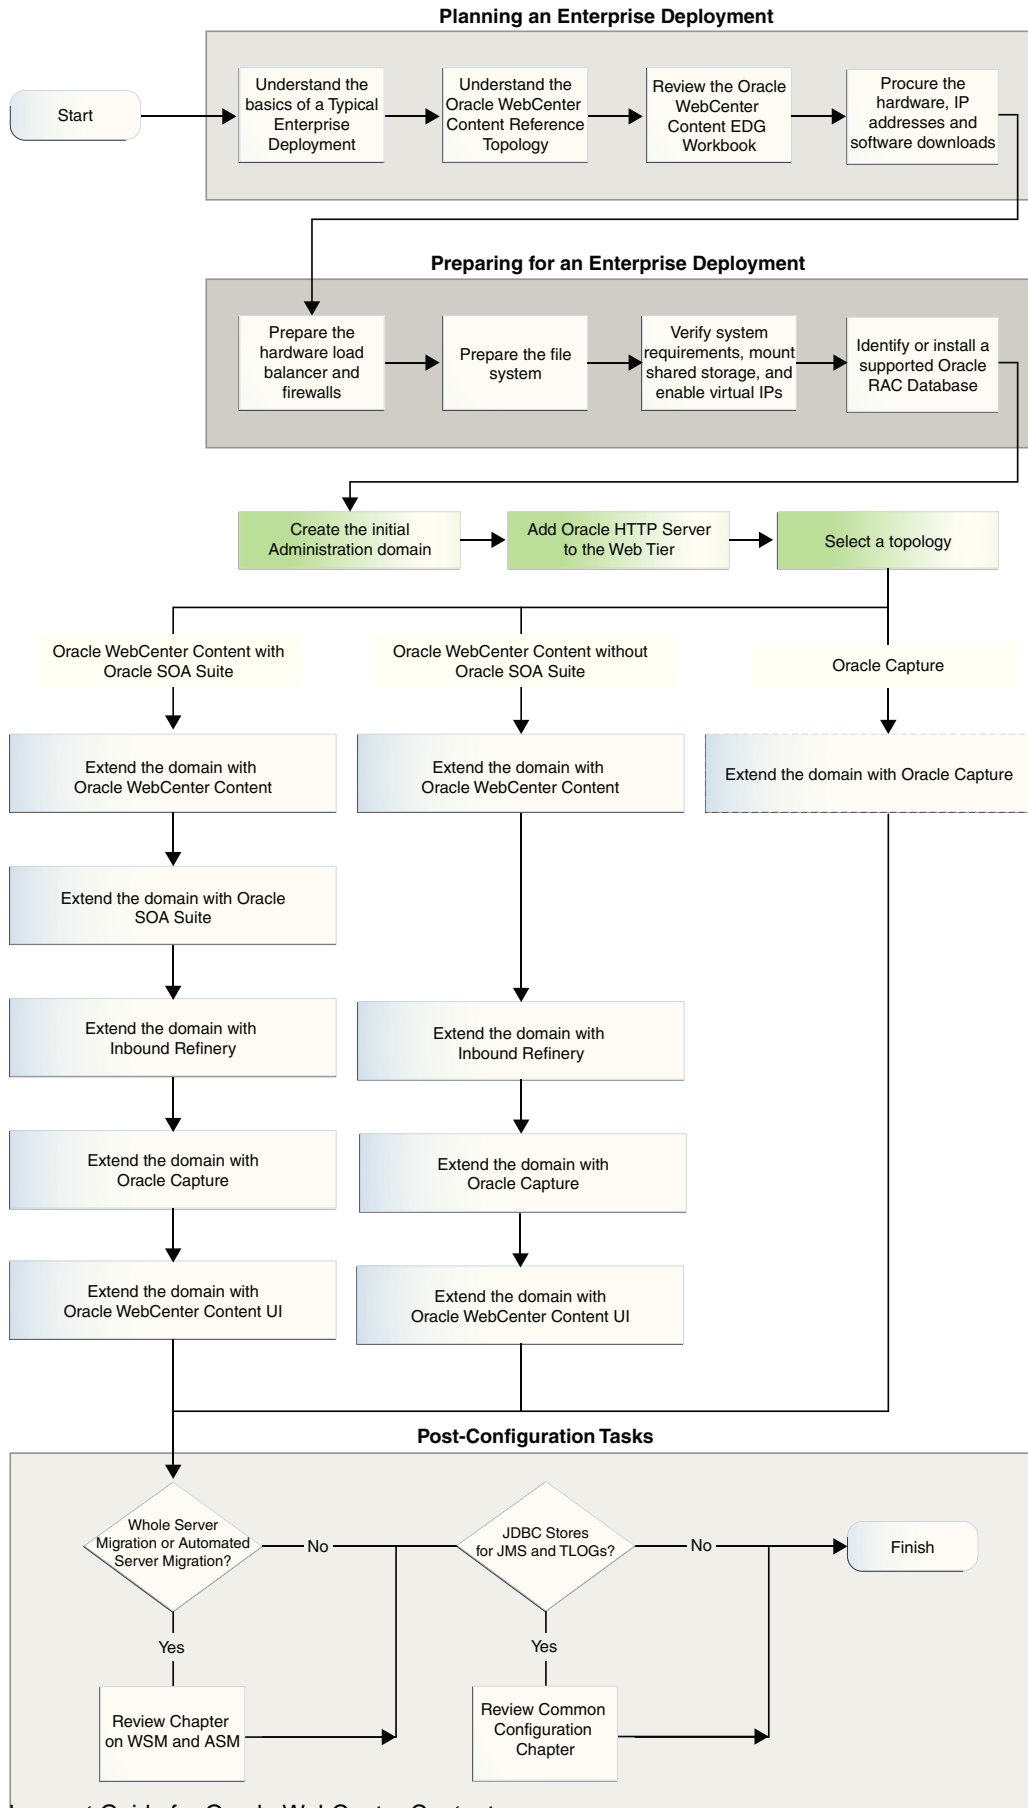 Planning an Enterprise Deployment
Start
Understand the
basics of a Typical
Enterprise
Deployment
Understand the
Oracle WebCenter
Content Reference
Topology
Review the Oracle
WebCenter
Content EDG
Workbook
Procure the
hardware, IP
addresses and
software downloads
Preparing for an Enterprise Deployment
Prepare the
hardware load
balancer and
firewalls
Prepare the file
system
Verify system
requirements, mount
shared storage, and
enable virtual IPs
Identify or install a
supported Oracle
RAC Database
Create the initial
Administration domain
Add Oracle HTTP Server
to the Web Tier
Select a topology
Oracle WebCenter Content with
Oracle SOA Suite
Oracle WebCenter Content without
Oracle SOA Suite
Oracle Capture
Extend the domain with
Oracle WebCenter Content
Extend the domain with
Oracle WebCenter Content
Extend the domain with Oracle Capture
Extend the domain with Oracle
SOA Suite
Extend the domain with
Inbound Refinery
Extend the domain with
Inbound Refinery
Extend the domain with
Oracle Capture
Extend the domain with
Oracle Capture
Extend the domain with
Oracle WebCenter Content UI
Extend the domain with
Oracle WebCenter Content UI
Post-Configuration Tasks
Whole Server
Migration or Automated
Server Migration?
No
JDBC Stores
for JMS and TLOGs?
No
Finish
Yes
Yes
Review Chapter
on WSM and ASM
Review Common
Configuration
Chapter